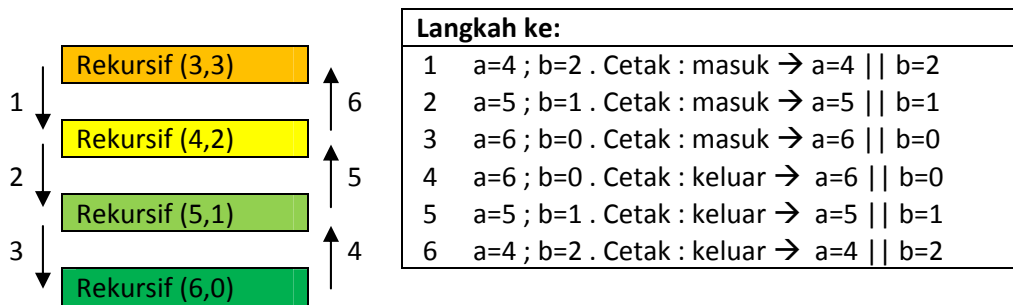 Langkah ke:
Rekursif (3,3)
1 a=4 ; b=2 . Cetak : masuk → a=4 || b=2
1 6
2 a=5 ; b=1 . Cetak : masuk → a=5 || b=1
Rekursif (4,2)
3 a=6 ; b=0 . Cetak : masuk → a=6 || b=0
2 5
4 a=6 ; b=0 . Cetak : keluar → a=6 || b=0
Rekursif (5,1)
5 a=5 ; b=1 . Cetak : keluar → a=5 || b=1
3 4
6 a=4 ; b=2 . Cetak : keluar → a=4 || b=2
Rekursif (6,0)